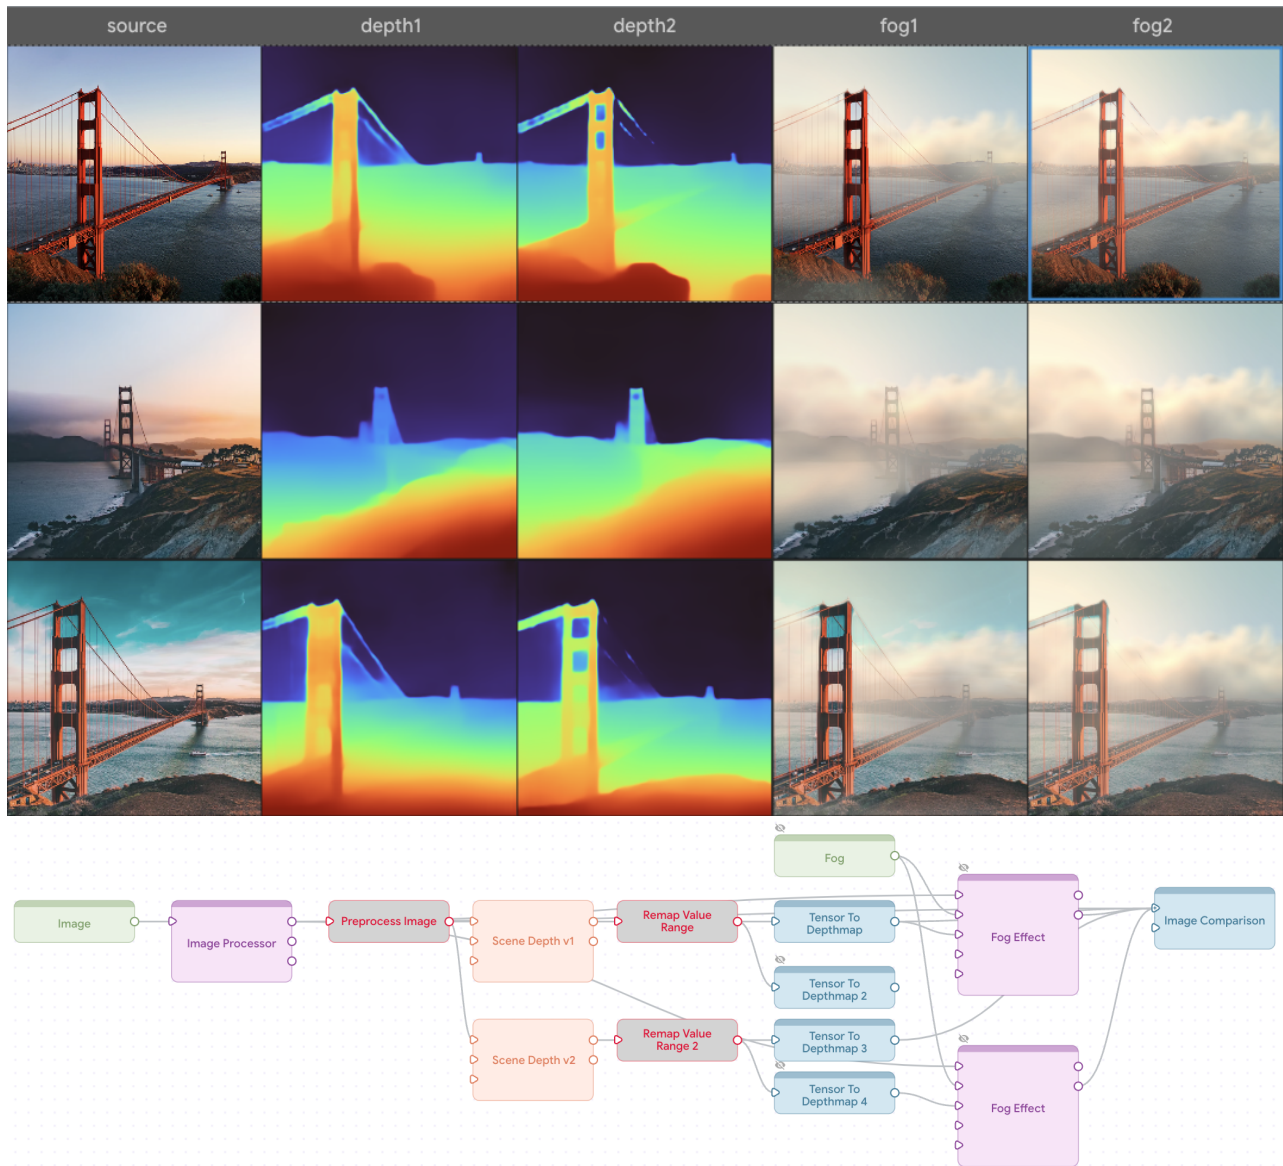 source
depth1
depth2
fog1
fog2
Fog
Image
Image Processor
Preprocess Image
Scene Depth v1
Remap Value
Range
Tensor To
Depthmap
Fog Effect
Image Comparison
Tensor To
Depthmap 2
Scene Depth v2
Remap Value
Range 2
Tensor To
Depthmap 3
Tensor To
Depthmap 4
Fog Effect